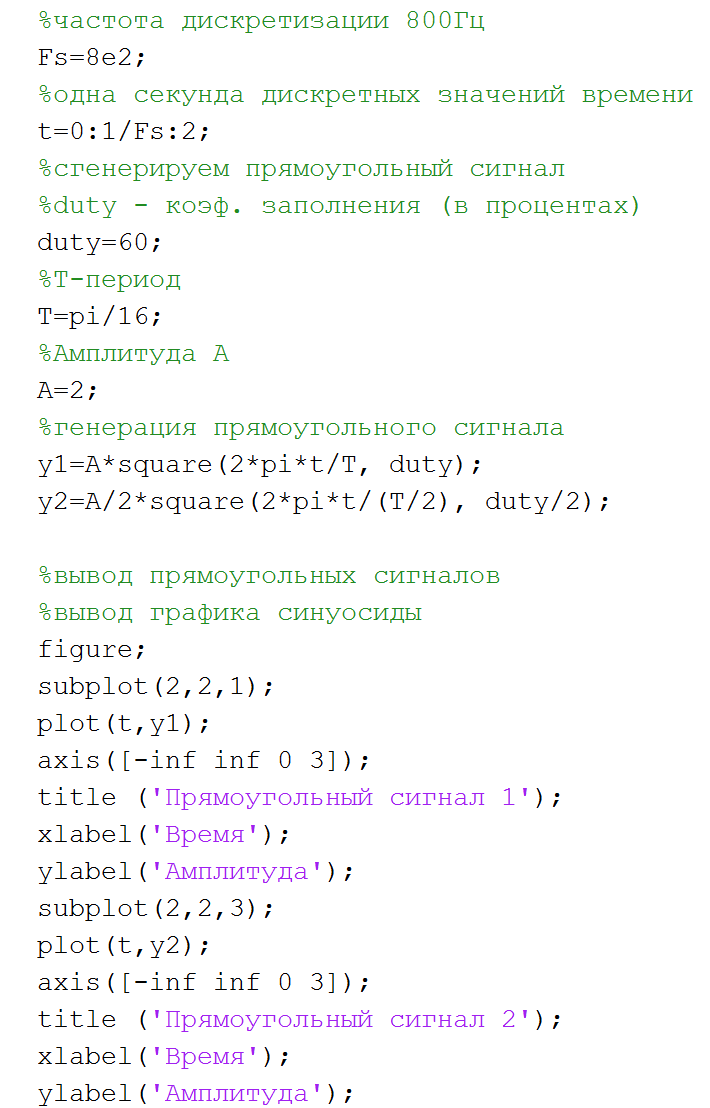 %частота дискретизации 800Гц
Fs=8e2;
%одна секунда дискретных значений времени
t=0:1/Fs:2;
%сгенерируем прямоугольный сигнал
%duty - коэф. заполнения (в процентах)
duty=60;
%T-период
T=pi/16;
%Амплитуда А
A=2;
%генерация прямоугольного сигнала
y1=A*square(2*pi*t/T, duty);
y2=A/2*square(2*pi*t/(T/2), duty/2);
%вывод прямоугольных сигналов
%вывод графика синуосиды
figure;
subplot(2,2,1);
plot(t,y1);
axis([-inf inf 0 3]);
title ('Прямоугольный сигнал 1');
xlabel('Время');
ylabel('Амплитуда');
subplot(2,2,3);
plot(t,y2);
axis([-inf inf 0 3]);
title ('Прямоугольный сигнал 2');
xlabel('Время');
ylabel('Амплитуда');